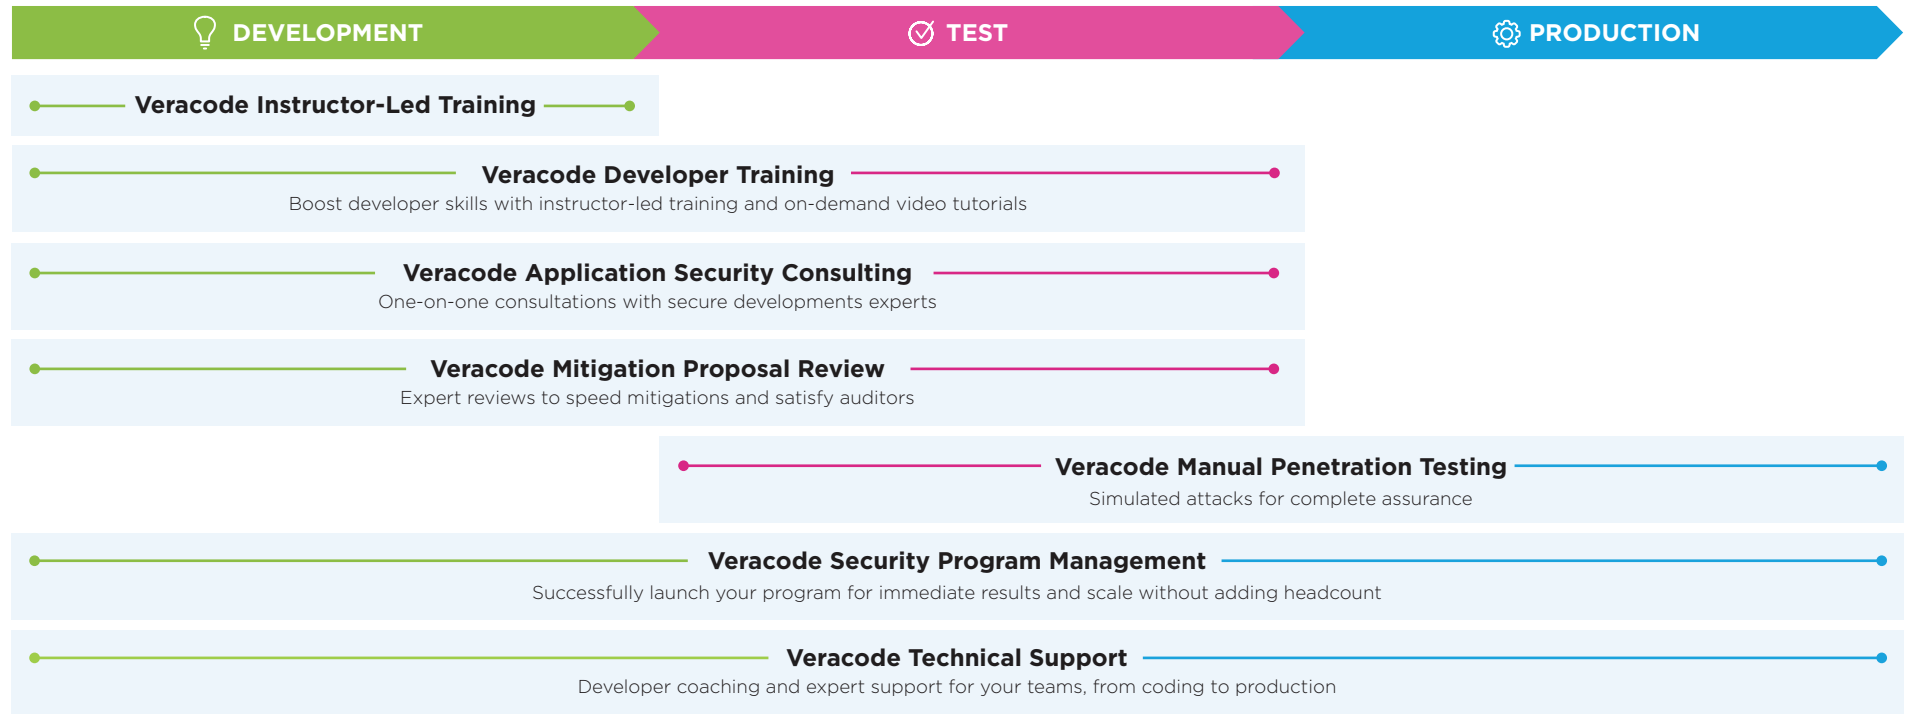 DEVELOPMENT
TEST
PRODUCTION
Veracode Instructor-Led Training
Veracode Developer Training
Boost developer skills with instructor-led training and on-demand video tutorials
Veracode Application Security Consulting
One-on-one consultations with secure developments experts
Veracode Mitigation Proposal Review
Expert reviews to speed mitigations and satisfy auditors
Veracode Manual Penetration Testing
Simulated attacks for complete assurance
Veracode Security Program Management
Successfully launch your program for immediate results and scale without adding headcount
Veracode Technical Support
Developer coaching and expert support for your teams, from coding to production